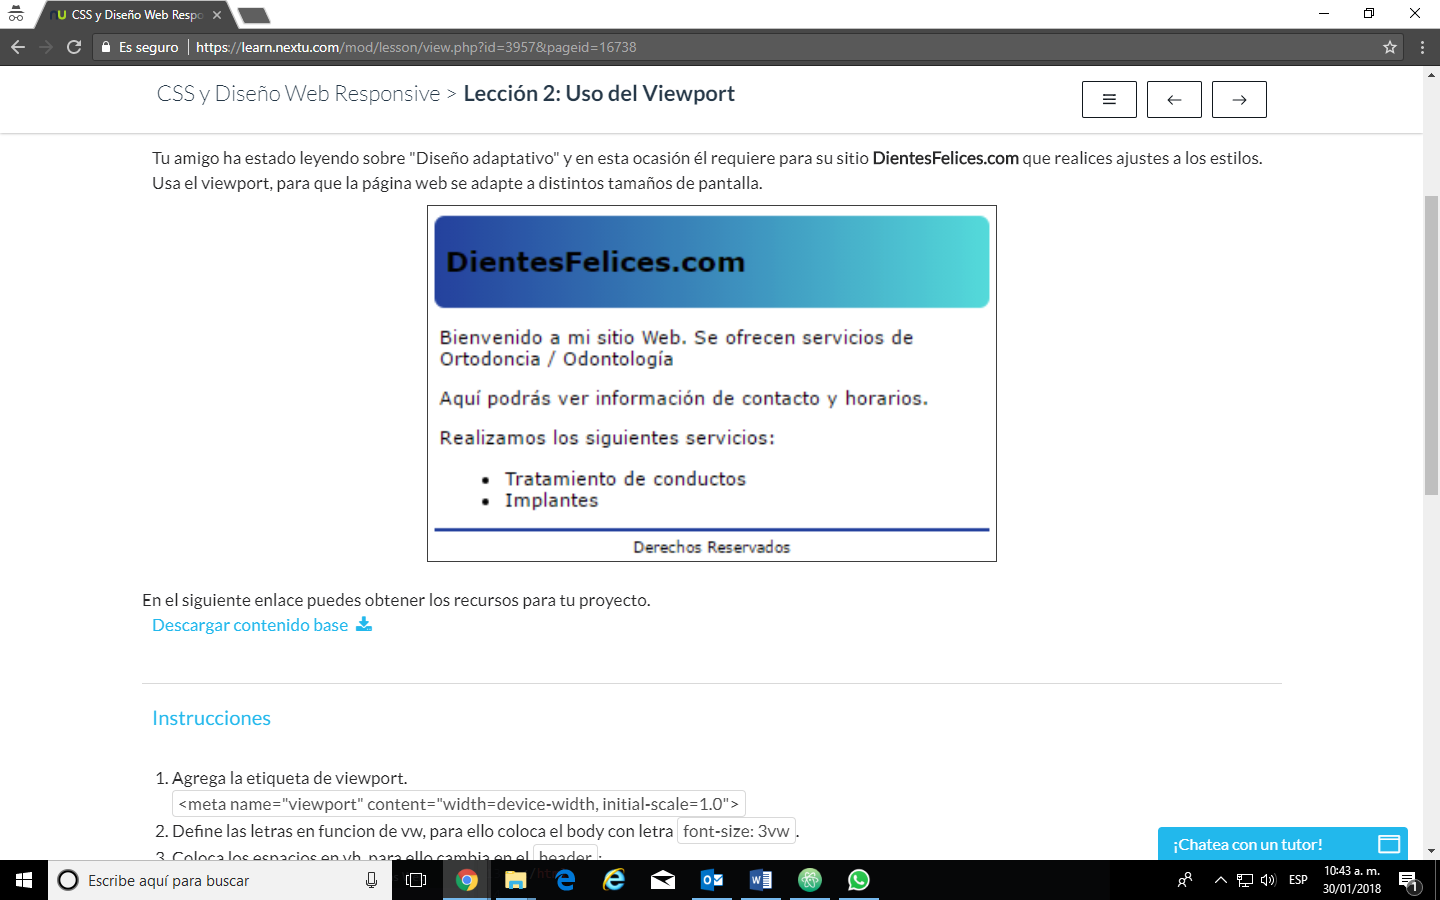 CSS y Diseño Web Respo
Es seguro
https://learn.nextu.com/mod/lesson/view.php?id=3957&pageid=16738
CSS y Diseño Web Responsive > Lección 2: Uso del Viewport
Tu amigo ha estado leyendo sobre "Diseño adaptativo" y en esta ocasión él requiere para su sitio DientesFelices.com que realices ajustes a los estilos.
Usa el viewport, para que la página web se adapte a distintos tamaños de pantalla.
DientesFelices.com
Bienvenido a mi sitio Web. Se ofrecen servicios de
Ortodoncia / Odontología
Aquí podrás ver información de contacto y horarios.
Realizamos los siguientes servicios:
• Tratamiento de conductos
• Implantes
Derechos Reservados
En el siguiente enlace puedes obtener los recursos para tu proyecto.
Descargar contenido base
Instrucciones
1. Agrega la etiqueta de viewport.
<meta name="viewport" content="width=device-width, initial-scale=1.0">
2. Define las letras en funcion de vw, para ello coloca el body con letra font-size: 3vw.
3. Coloca los espacios en vh, para ello cambia en el header:
¡Chatea con un tutor!
Escribe aquí para buscar
ESP
10:43 a. m.
30/01/2018
1